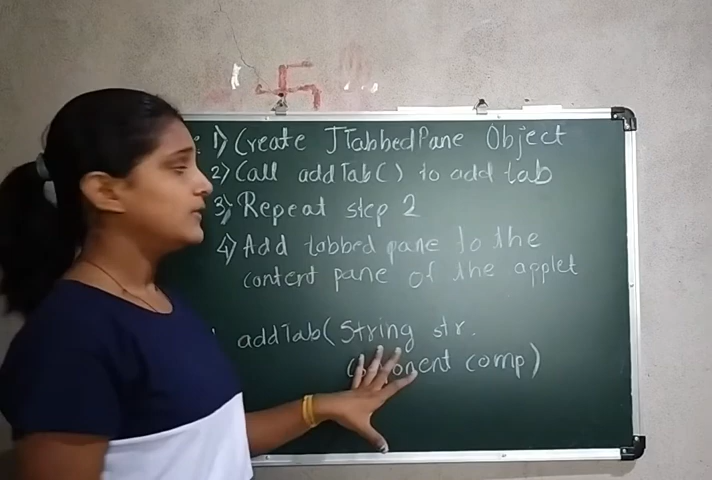 1) Create JTabbedPane Object
2) Call addTab() to add tab
3) Repeat step 2
4) Add tabbed pane to the
content pane of the applet
addTab(String str.
comp)